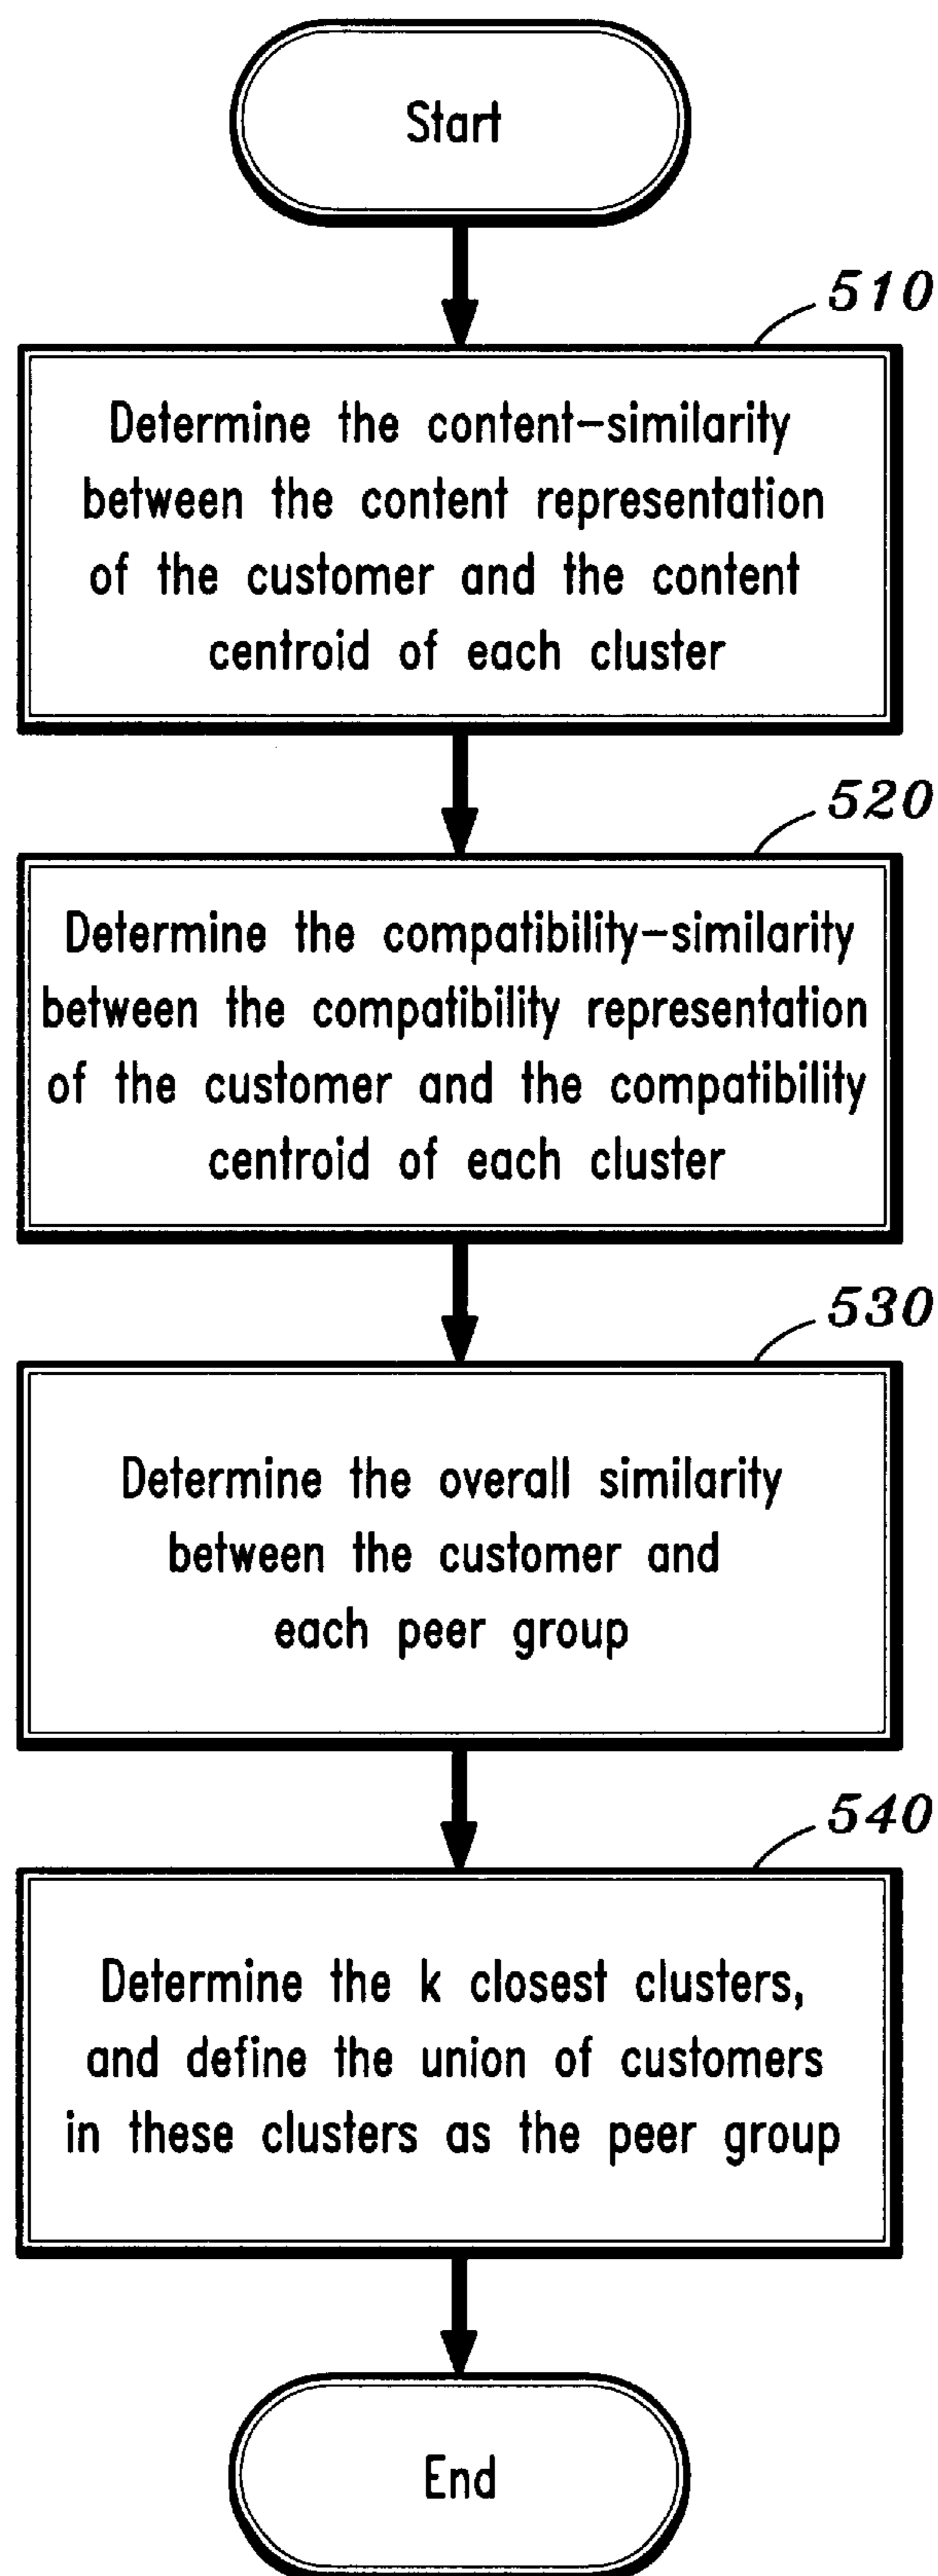 Start
510
Determine the content-similarity
between the content representation
of the customer and the content
centroid of each cluster
520
Determine the compatibility-similarity
between the compatibility representation
of the customer and the compatibility
centroid of each cluster
530
Determine the overall similarity
between the customer and
each peer group
540
Determine the k closest clusters,
and define the union of customers
in these clusters as the peer group
End